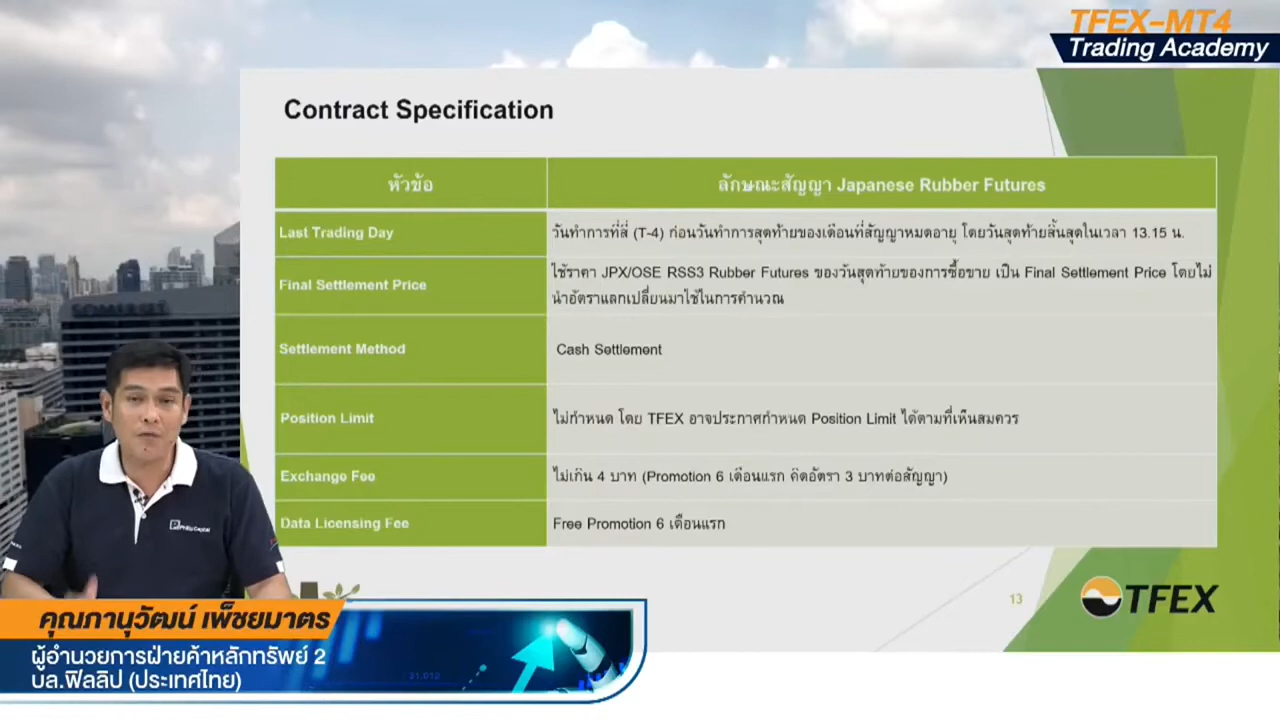 TFEX-MT4
Trading Academy
Contract Specification
หัวข้อ
ลักษณะสัญญา Japanese Rubber Futures
Last Trading Day
วันทำการที่สี่ (T-4) ก่อนวันทำการสุดท้ายของเดือนที่สัญญาหมดอายุ โดยวันสุดท้ายสิ้นสุดในเวลา 13.15 น.
Final Settlement Price
ใช้ราคา JPX/OSE RSS3 Rubber Futures ของวันสุดท้ายของการซื้อขาย เป็น Final Settlement Price โดยไม่
นำอัตราแลกเปลี่ยนมาใช้ในการคำนวณ
Settlement Method
Cash Settlement
Position Limit
ไม่กำหนด โดย TFEX อาจประกาศกำหนด Position Limit ได้ตามที่เห็นสมควร
Exchange Fee
ไม่เกิน 4 บาท (Promotion 6 เดือนแรก คิดอัตรา 3 บาทต่อสัญญา)
Data Licensing Fee
Free Promotion 6 เดือนแรก
13
TFEX
PhillipCapital
คุณภานุวัฒน์ เพ็ชยมาตร
ผู้อำนวยการฝ่ายค้าหลักทรัพย์ 2
บล.ฟิลลิป (ประเทศไทย)
21.012